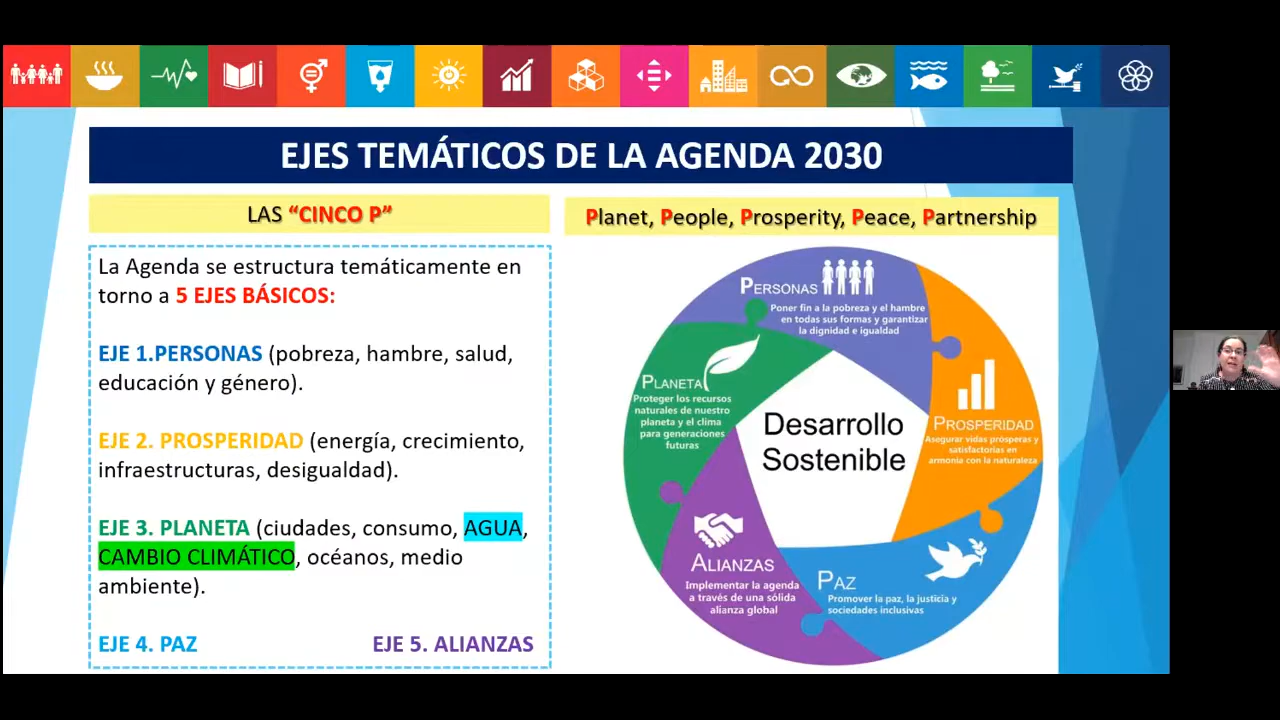 EJES TEMÁTICOS DE LA AGENDA 2030
LAS “CINCO P”
Planet, People, Prosperity, Peace, Partnership
La Agenda se estructura temáticamente en
torno a 5 EJES BÁSICOS:
EJE 1.PERSONAS (pobreza, hambre, salud,
educación y género).
EJE 2. PROSPERIDAD (energía, crecimiento,
infraestructuras, desigualdad).
EJE 3. PLANETA (ciudades, consumo, AGUA,
CAMBIO CLIMÁTICO, océanos, medio
ambiente).
EJE 4. PAZ
EJE 5. ALIANZAS
PERSONAS
Poner fin a la pobreza y el hambre
en todas sus formas y garantizar
la dignidad e igualdad
PLANETA
Proteger los recursos
naturales de nuestro
planeta y el clima
para generaciones
futuras
Desarrollo
Sostenible
PROSPERIDAD
Asegurar vidas prósperas y
satisfactorias en
armonía con la naturaleza
ALIANZAS
Implementar la agenda
a través de una sólida
alianza global
PAZ
Promover la paz, la justicia y
sociedades inclusivas